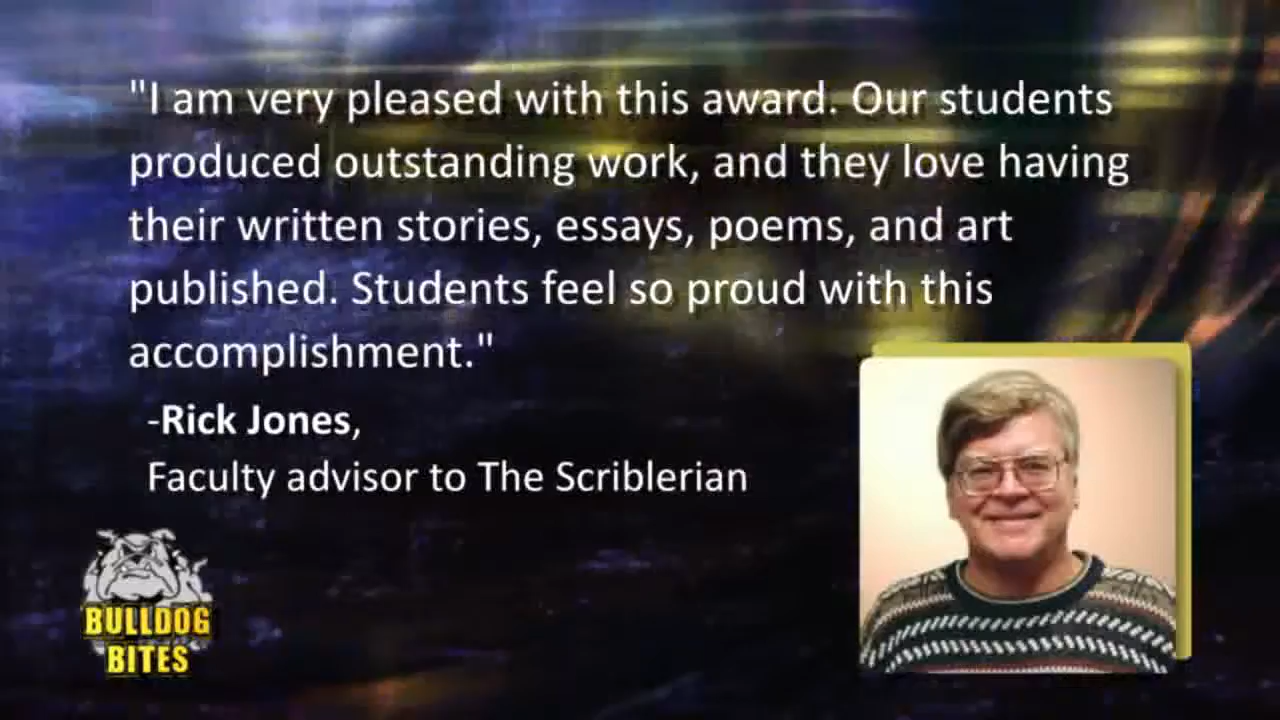 "I am very pleased with this award. Our students
produced outstanding work, and they love having
their written stories, essays, poems, and art
published. Students feel so proud with this
accomplishment."
-Rick Jones,
Faculty advisor to The Scriblerian
BULLDOG
BITES